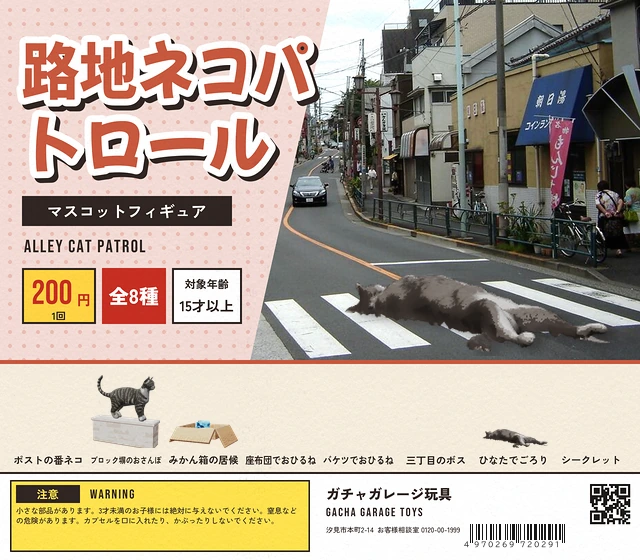 路地ネコパ
トロール
マスコットフィギュア
ALLEY CAT PATROL
200円
1回
全8種
対象年齢
15才以上
朝日湯
コインラン
もんじゃ
ポストの番ネコ ブロック塀のおさんぽ みかん箱の居候 座布団でおひるね バケツでおひるね 三丁目のボス ひなたでごろり シークレット
注意 WARNING
小さな部品があります。3才未満のお子様には絶対に与えないでください。窒息など
の危険があります。カプセルを口に入れたり、かぶったりしないでください。
ガチャガレージ玩具
GACHA GARAGE TOYS
汐見市本町2-14 お客様相談室 0120-00-1999
4 970269 720291